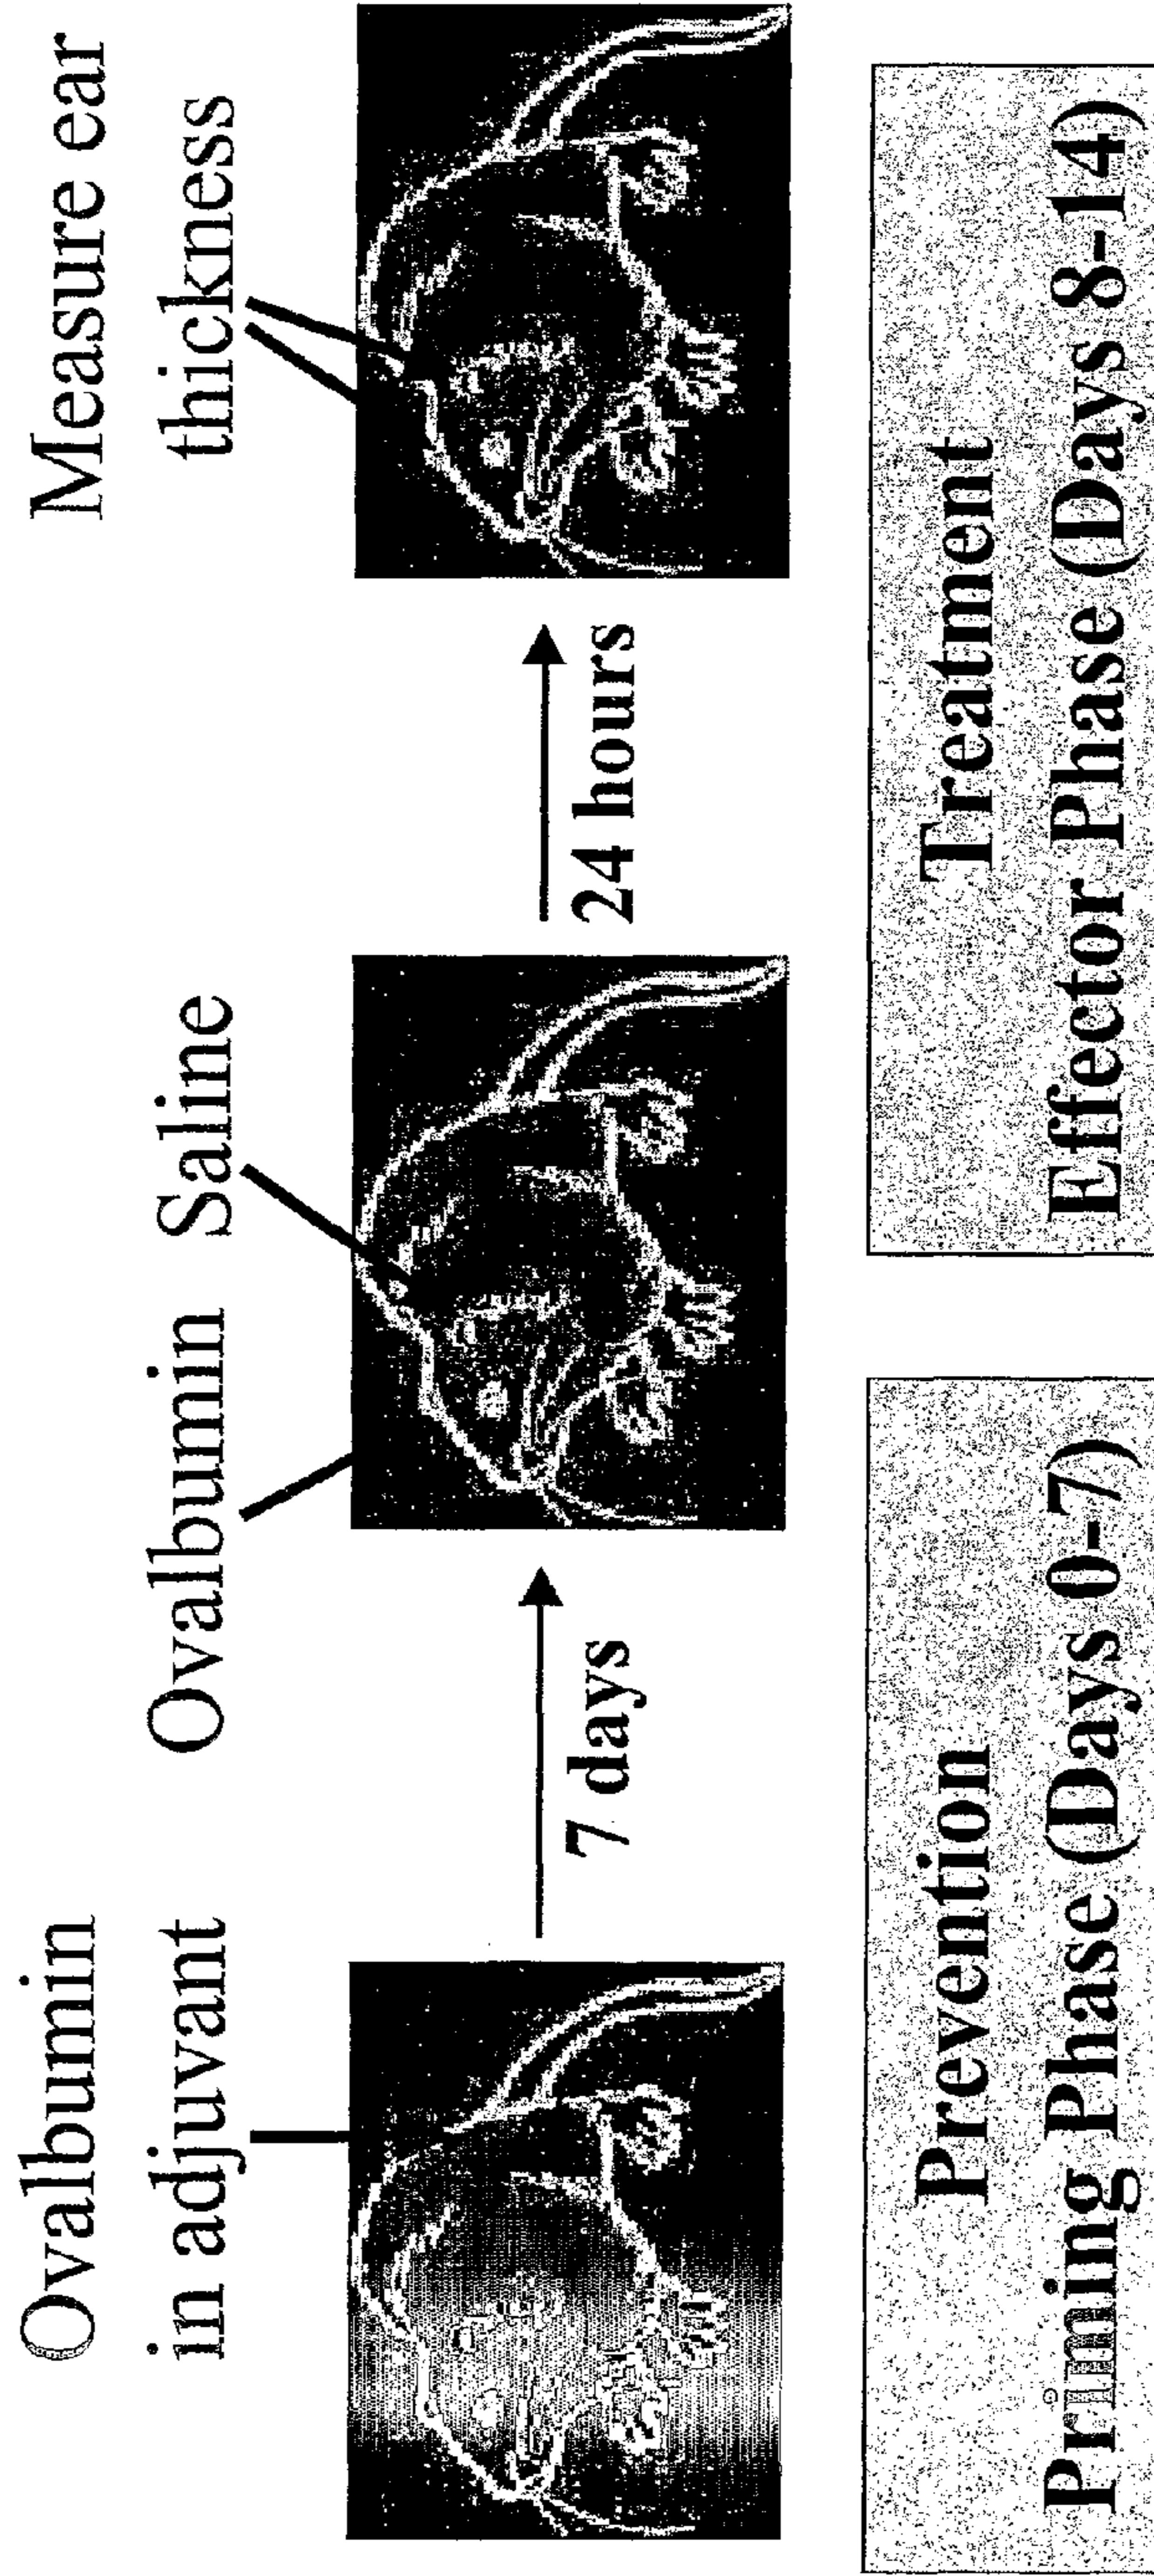 Ovalbumin
in adjuvant
7 days
Ovalbumin Saline
24 hours
Measure ear
thickness
Prevention
Priming Phase (Days 0-7)
Treatment
Effector Phase (Days 8-14)